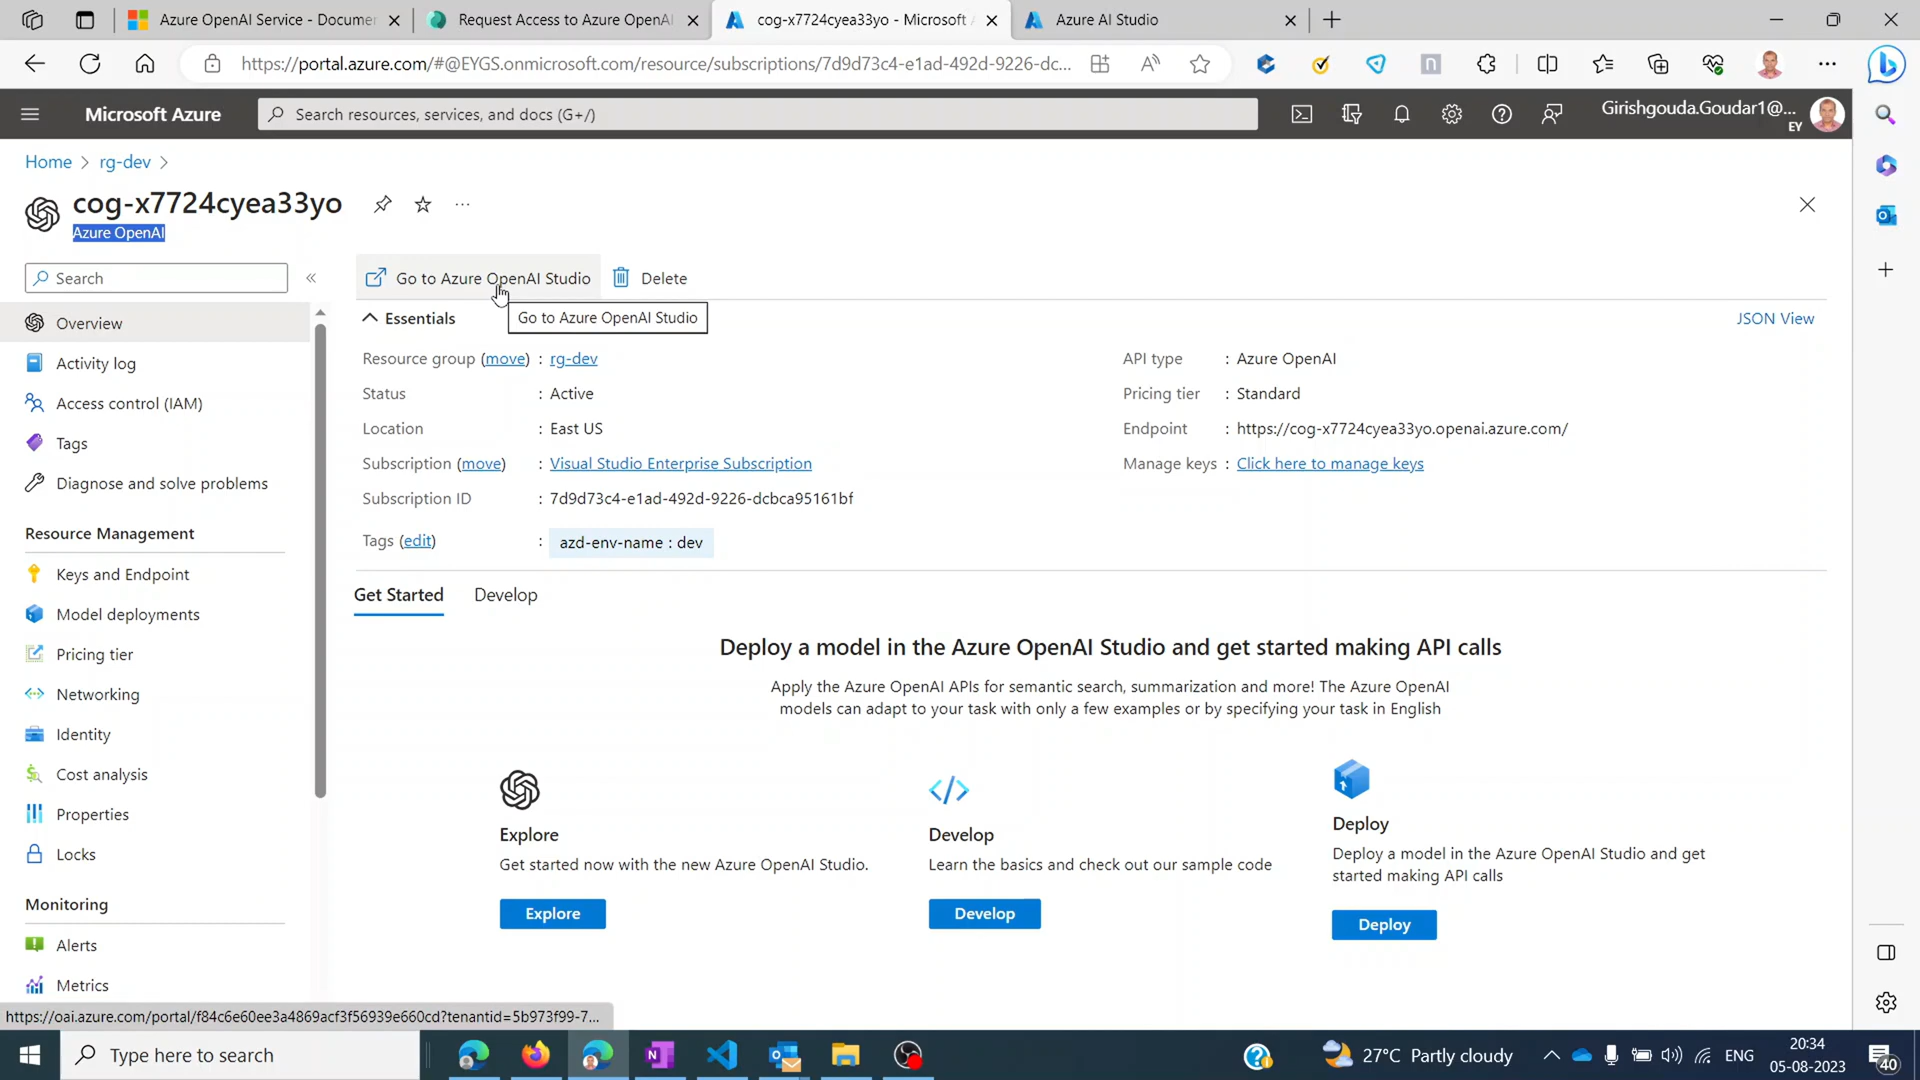 Azure OpenAI Service - Documen
Request Access to Azure OpenAI
cog-x7724cyea33yo - Microsoft A
Azure AI Studio
https://portal.azure.com/#@EYGS.onmicrosoft.com/resource/subscriptions/7d9d73c4-e1ad-492d-9226-dc...
Microsoft Azure
Search resources, services, and docs (G+/)
Girishgouda.Goudar1@...
EY
Home > rg-dev >
cog-x7724cyea33yo
Azure OpenAI
Search
Go to Azure OpenAI Studio
Delete
Go to Azure OpenAI Studio
Overview
Activity log
Access control (IAM)
Tags
Diagnose and solve problems
Resource Management
Keys and Endpoint
Model deployments
Pricing tier
Networking
Identity
Cost analysis
Properties
Locks
Monitoring
Alerts
Metrics
Essentials
JSON View
Resource group (move) : rg-dev
Status : Active
Location : East US
Subscription (move) : Visual Studio Enterprise Subscription
Subscription ID : 7d9d73c4-e1ad-492d-9226-dcbca95161bf
Tags (edit) : azd-env-name : dev
API type : Azure OpenAI
Pricing tier : Standard
Endpoint : https://cog-x7724cyea33yo.openai.azure.com/
Manage keys : Click here to manage keys
Get Started
Develop
Deploy a model in the Azure OpenAI Studio and get started making API calls
Apply the Azure OpenAI APIs for semantic search, summarization and more! The Azure OpenAI
models can adapt to your task with only a few examples or by specifying your task in English
Explore
Get started now with the new Azure OpenAI Studio.
Explore
Develop
Learn the basics and check out our sample code
Develop
Deploy
Deploy a model in the Azure OpenAI Studio and get
started making API calls
Deploy
https://oai.azure.com/portal/f84c6e60ee3a4869acf3f56939e660cd?tenantid=5b973f99-7...
Type here to search
27°C Partly cloudy
ENG
20:34
05-08-2023
40